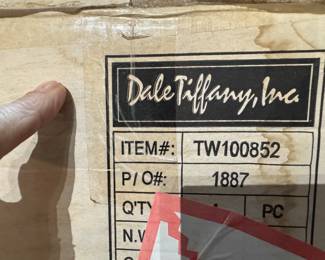 Dale Tiffany, Inc.
ITEM#: TW100852
P/O#: 1887
Q'TY PC
N.W